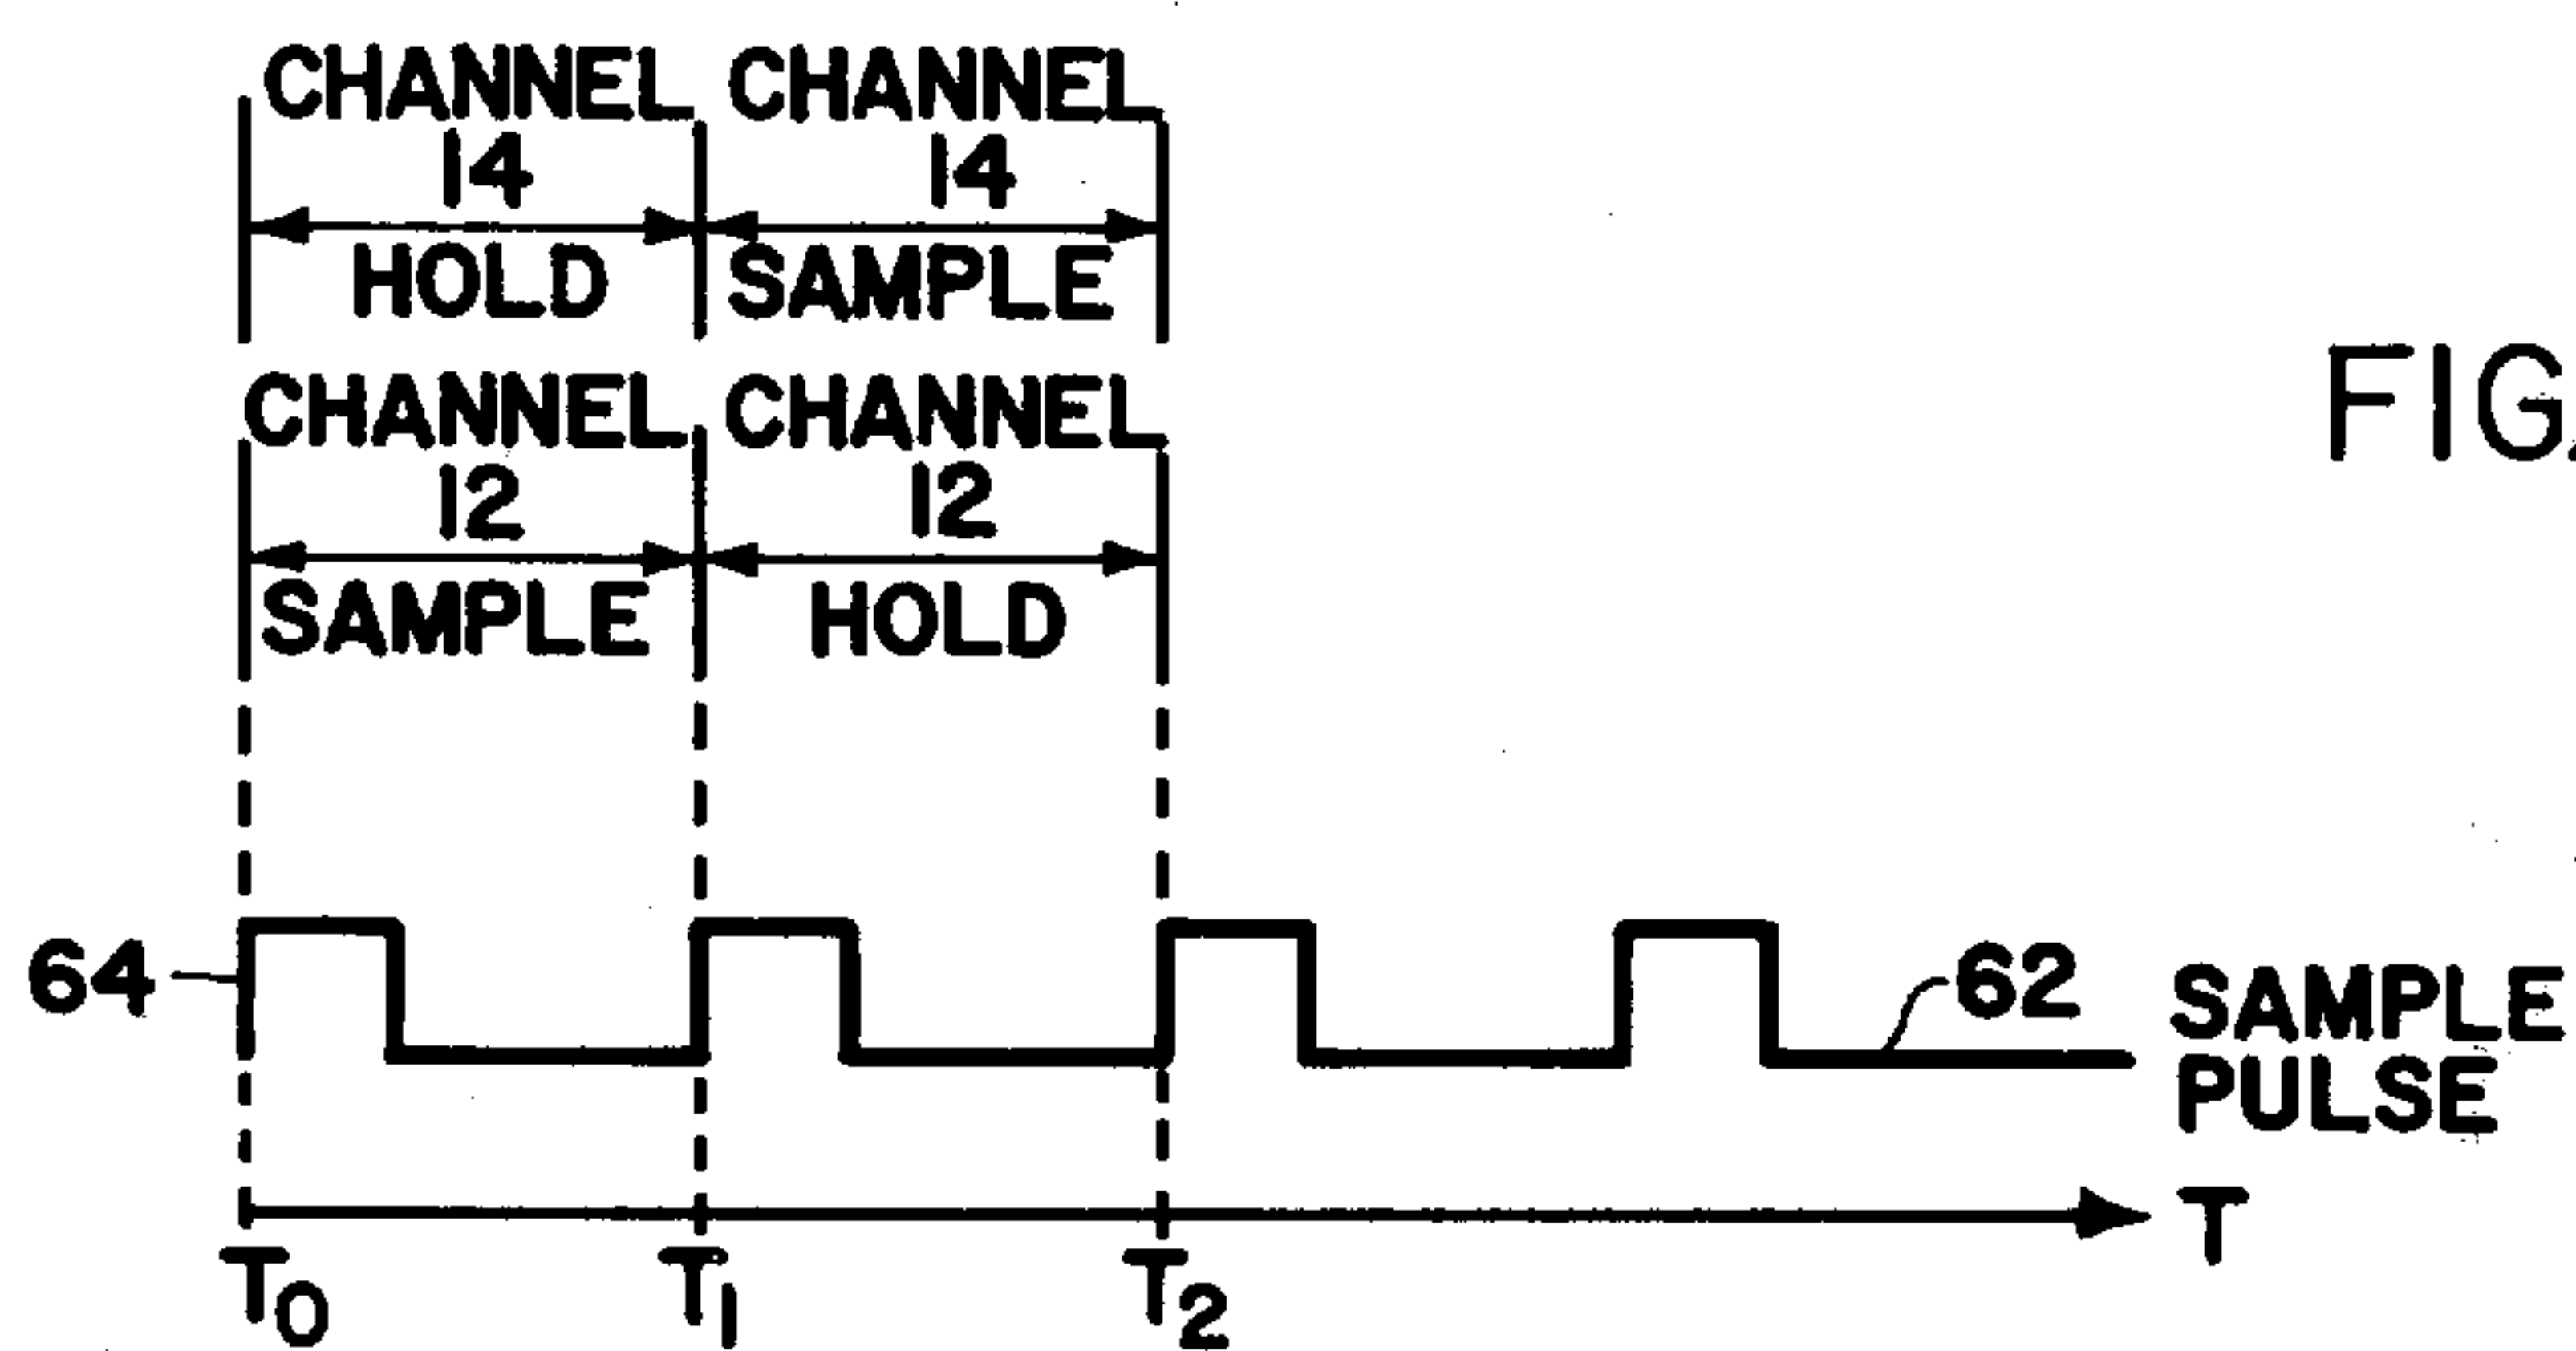 CHANNEL CHANNEL
14 14
HOLD SAMPLE
CHANNEL CHANNEL
12 12
SAMPLE HOLD
FIG
64
62
SAMPLE
PULSE
T
T0 T1 T2